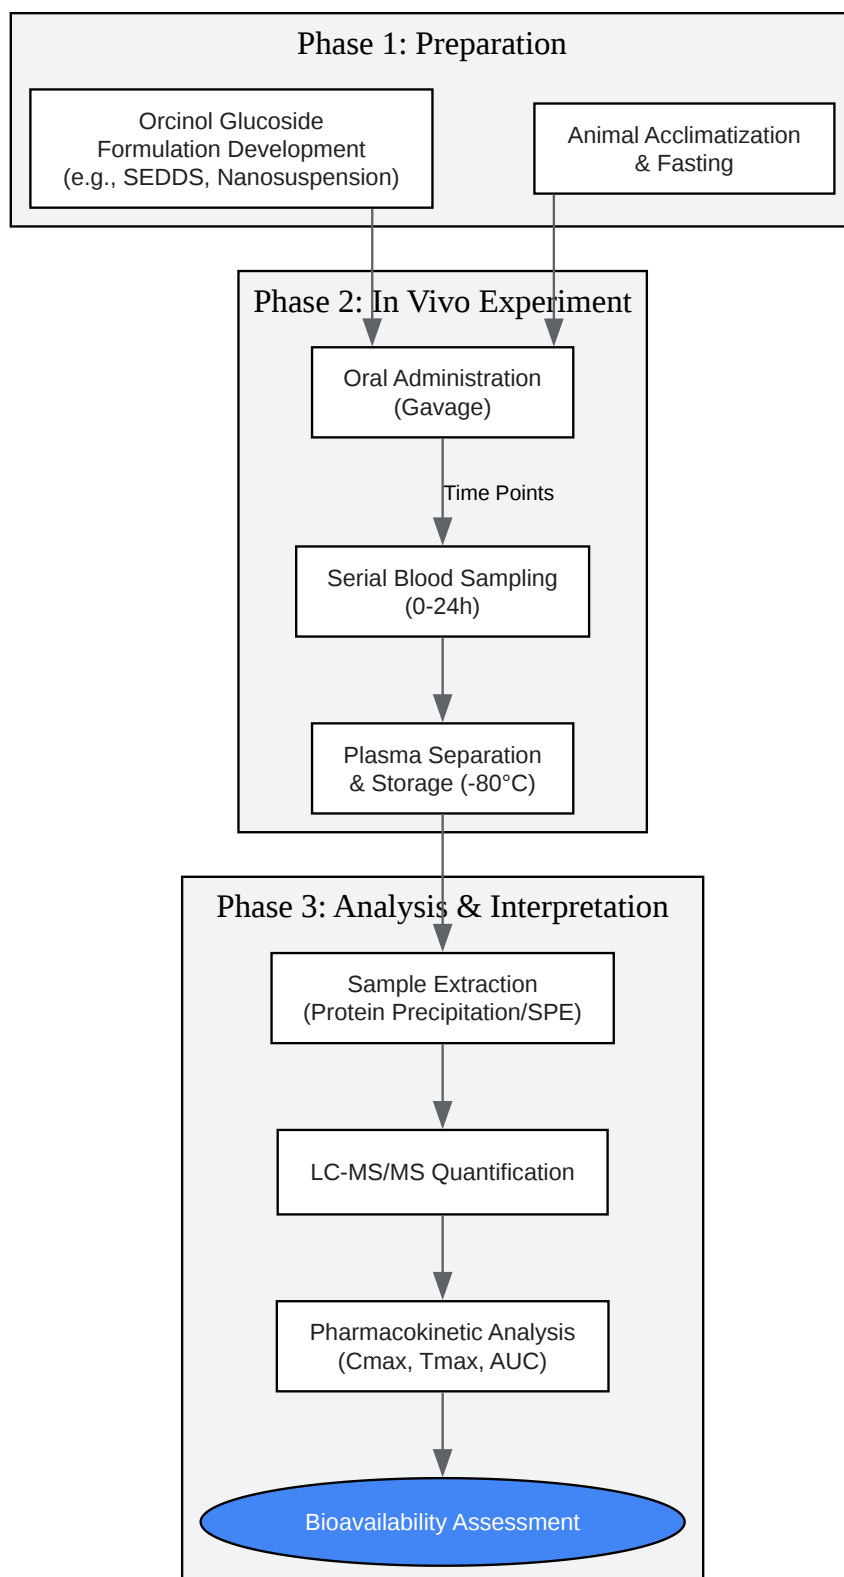 Phase 1: Preparation
Orcinol Glucoside
Formulation Development
(e.g., SEDDS, Nanosuspension)
Animal Acclimatization
& Fasting
Phase 2: In Vivo Experiment
Oral Administration
(Gavage)
Time Points
Serial Blood Sampling
(0-24h)
Plasma Separation
& Storage (-80°C)
Phase 3: Analysis & Interpretation
Sample Extraction
(Protein Precipitation/SPE)
LC-MS/MS Quantification
Pharmacokinetic Analysis
(Cmax, Tmax, AUC)
Bioavailability Assessment